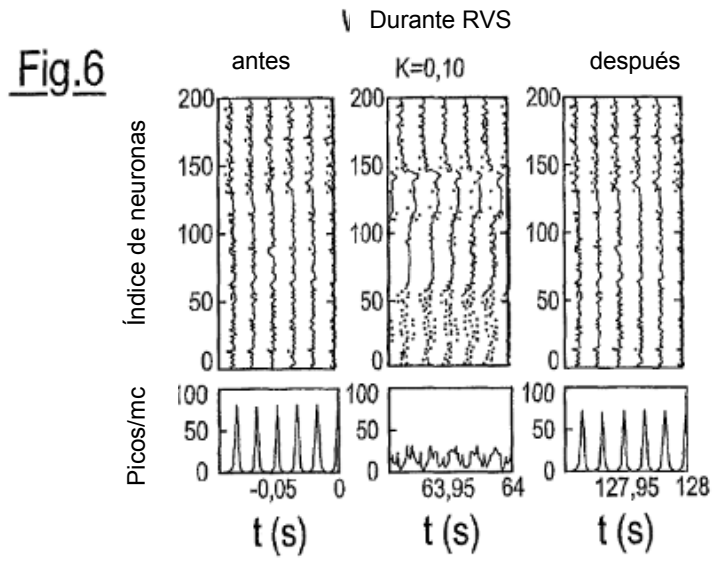 Durante RVS
Fig.6
antes
K=0,10
después
Índice de neuronas
200
150
100
50
0
200
150
100
50
0
200
150
100
50
0
Picos/mc
100
50
0
100
50
0
100
50
0
-0,05 0
63,95 64
127,95 128
t (s)
t (s)
t (s)